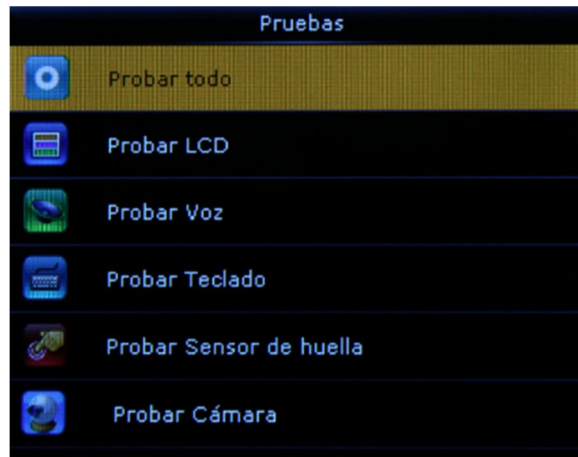 Pruebas
Probar todo
Probar LCD
Probar Voz
Probar Teclado
Probar Sensor de huella
Probar Cámara